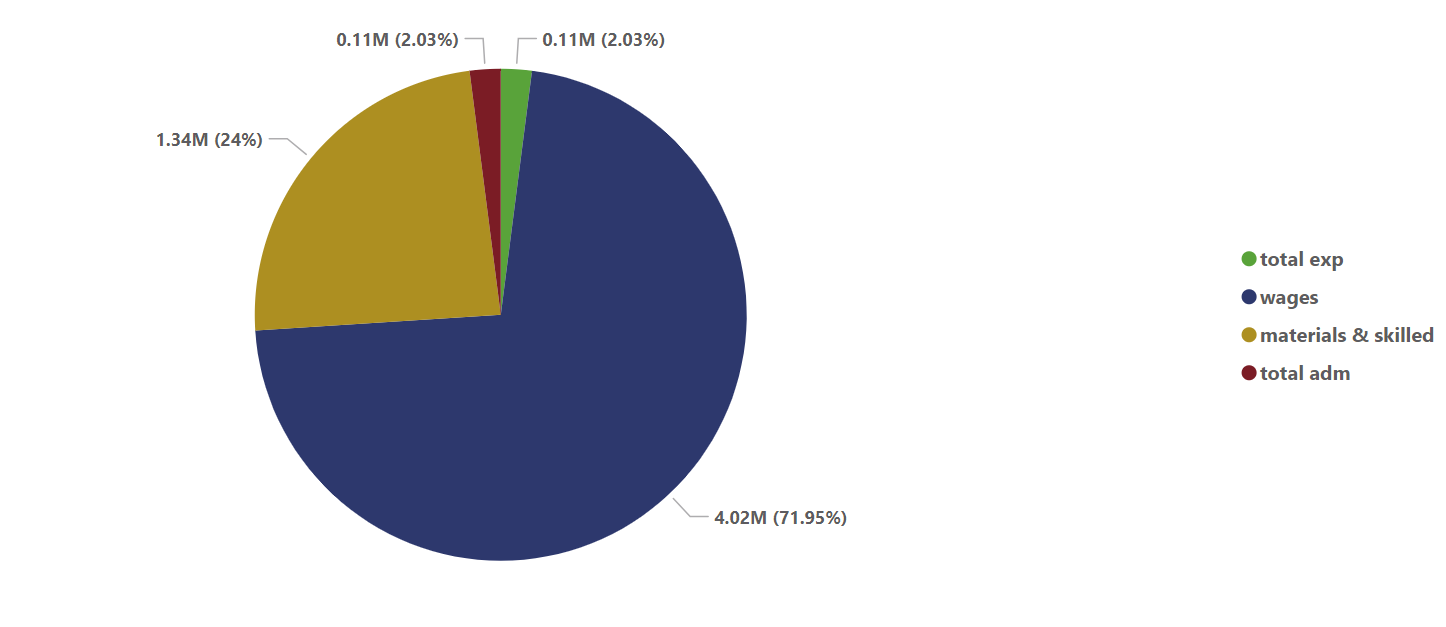 0.11M (2.03%)
0.11M (2.03%)
1.34M (24%)
4.02M (71.95%)
total exp
wages
materials & skilled
total adm